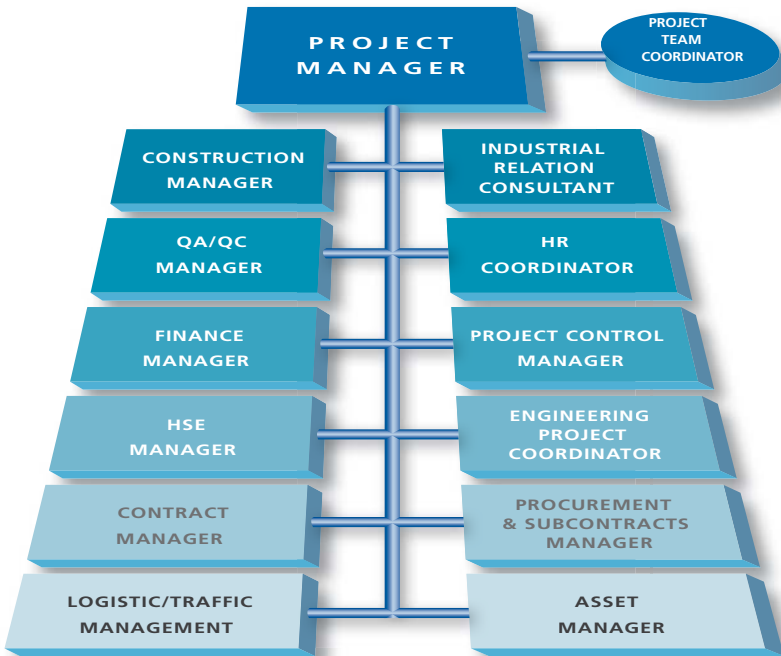 PROJECT
MANAGER
PROJECT
TEAM
COORDINATOR
CONSTRUCTION
MANAGER
INDUSTRIAL
RELATION
CONSULTANT
QA/QC
MANAGER
HR
COORDINATOR
FINANCE
MANAGER
PROJECT CONTROL
MANAGER
HSE
MANAGER
ENGINEERING
PROJECT
COORDINATOR
CONTRACT
MANAGER
PROCUREMENT
& SUBCONTRACTS
MANAGER
LOGISTIC/TRAFFIC
MANAGEMENT
ASSET
MANAGER